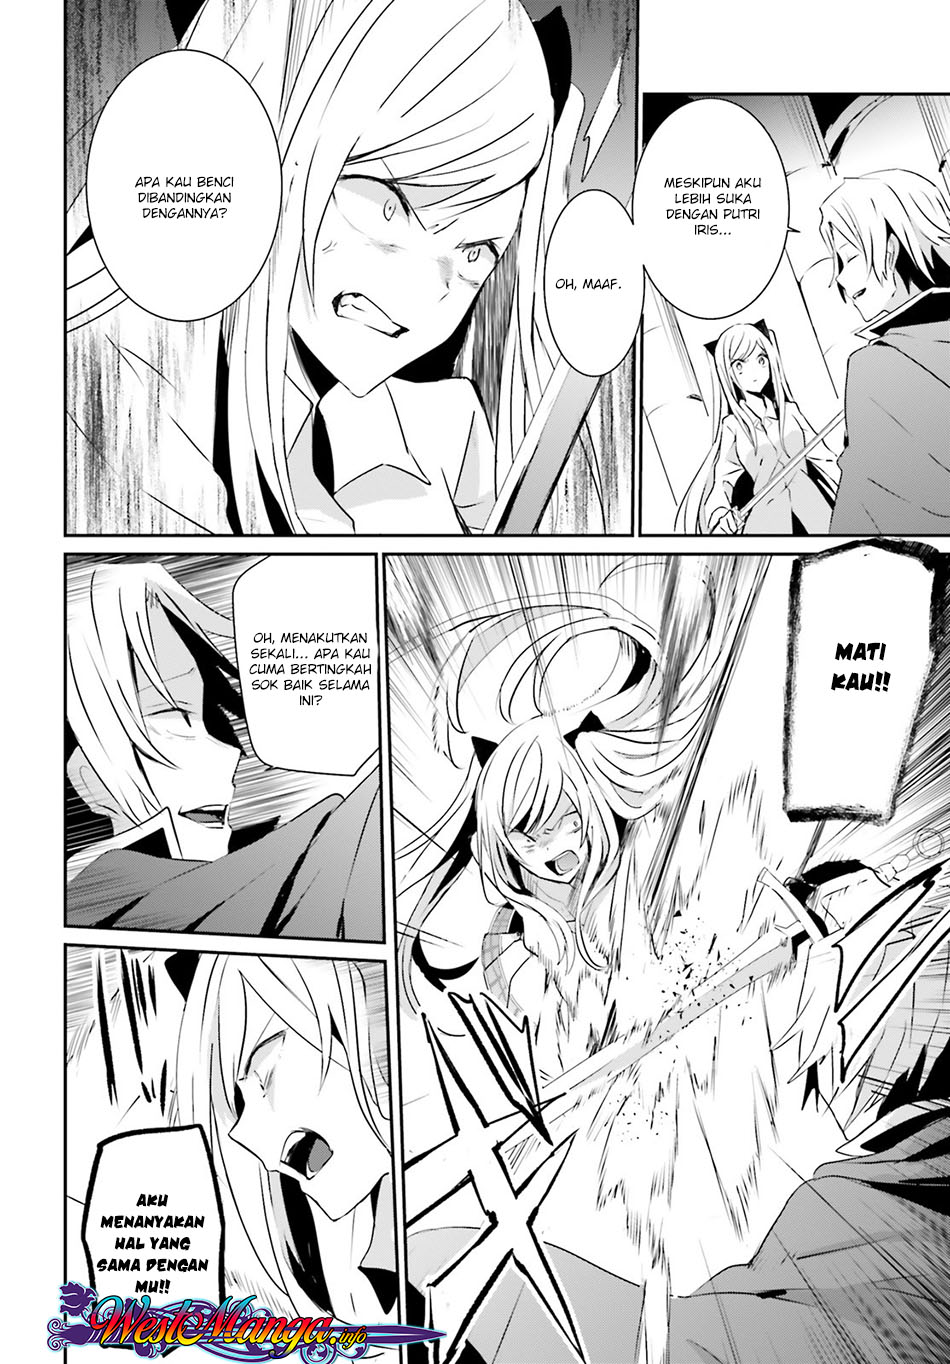 MESKIPUN AKU
LEBIH SUKA
DENGAN PUTRI
IRIS...
OH, MAAF.
APA KAU BENCI
DIBANDINGKAN
DENGANNYA?
MATI
KAU!!
OH, MENAKUTKAN
SEKALI... APA KAU
CUMA BERTINGKAH
SOK BAIK SELAMA
INI?
AKU
MENANYAKAN
HAL YANG
SAMA DENGAN
MU!!
WestManga.info